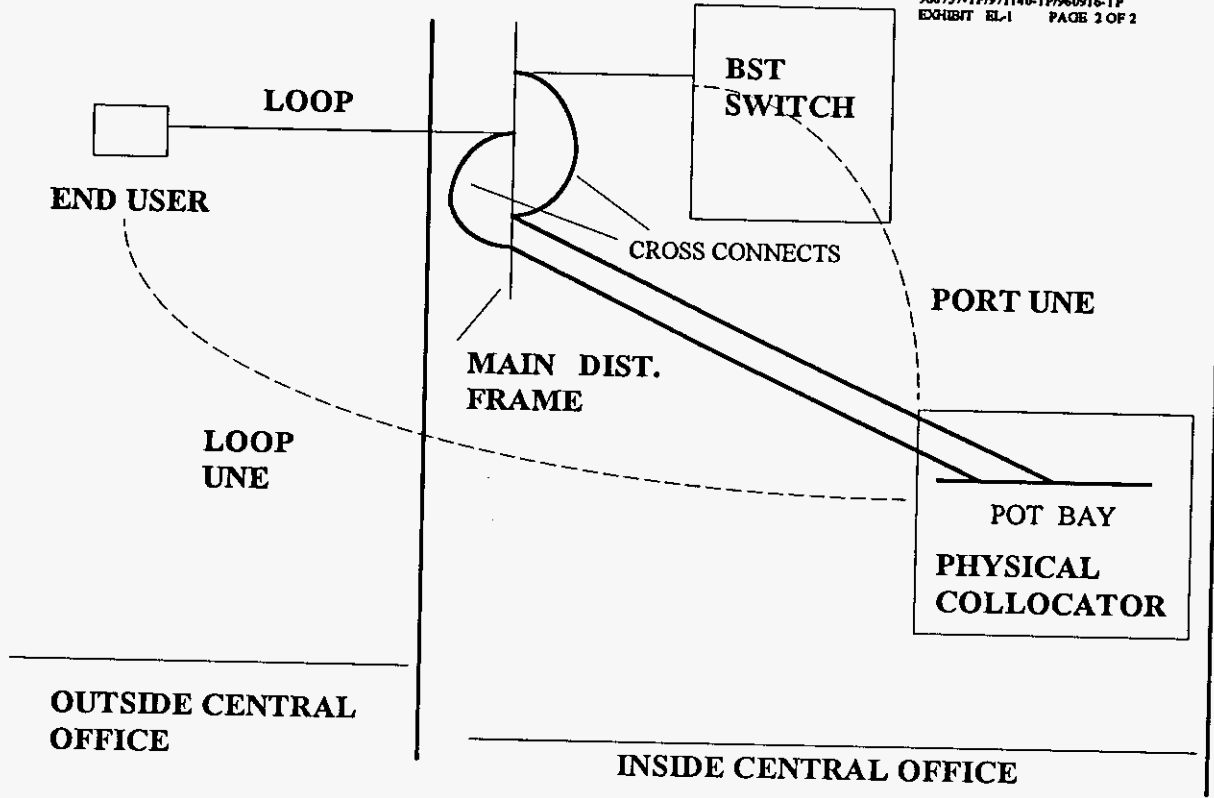 EXHIBIT EL-1 PAGE 2 OF 2
BST
SWITCH
LOOP
END USER
CROSS CONNECTS
PORT UNE
MAIN DIST.
FRAME
LOOP
UNE
POT BAY
PHYSICAL
COLLOCATOR
OUTSIDE CENTRAL
OFFICE
INSIDE CENTRAL OFFICE